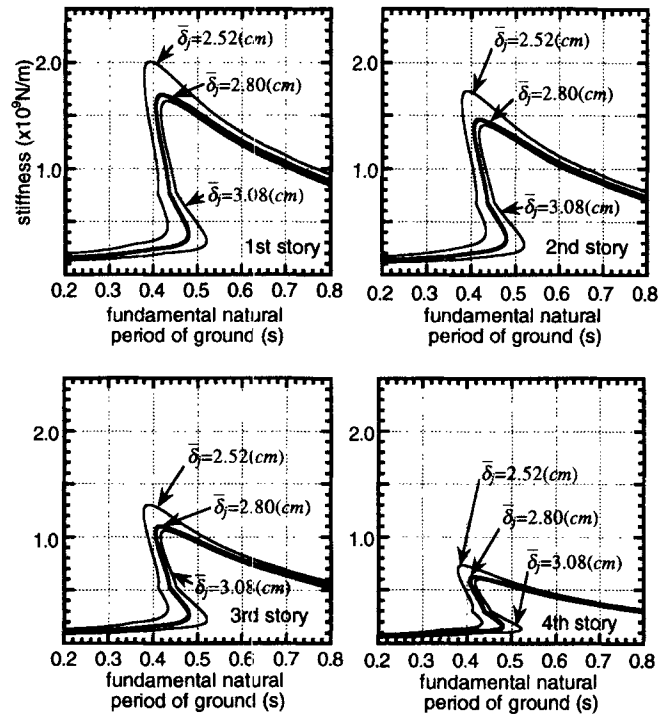 stiffness (x10⁹N/m)
2.0
1.0
δ̄j=2.52(cm)
δ̄j=2.80(cm)
δ̄j=3.08(cm)
1st story
0.2 0.3 0.4 0.5 0.6 0.7 0.8
fundamental natural
period of ground (s)
2.0
1.0
δ̄j=2.52(cm)
δ̄j=2.80(cm)
δ̄j=3.08(cm)
2nd story
0.2 0.3 0.4 0.5 0.6 0.7 0.8
fundamental natural
period of ground (s)
2.0
1.0
δ̄j=2.52(cm)
δ̄j=2.80(cm)
δ̄j=3.08(cm)
3rd story
0.2 0.3 0.4 0.5 0.6 0.7 0.8
fundamental natural
period of ground (s)
2.0
1.0
δ̄j=2.52(cm)
δ̄j=2.80(cm)
δ̄j=3.08(cm)
4th story
0.2 0.3 0.4 0.5 0.6 0.7 0.8
fundamental natural
period of ground (s)